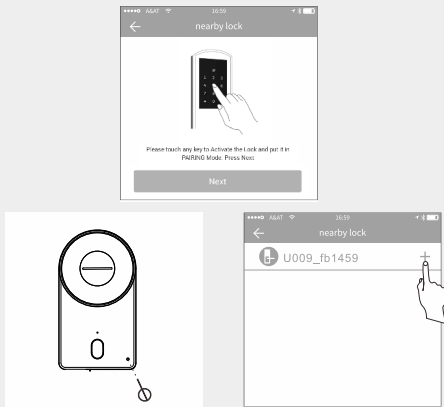 A&AT 16:59
nearby lock
Please touch any key to Activate the Lock and put it in
PAIRING Mode. Press Next
Next
A&AT 16:59
nearby lock
U009_fb1459
+